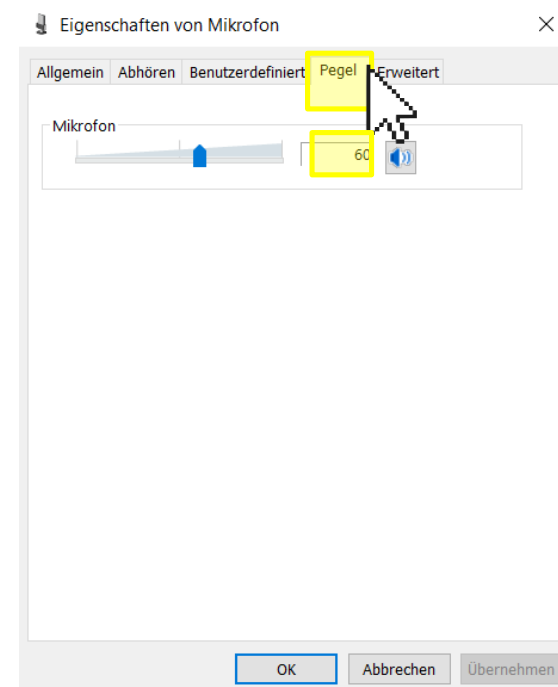 Eigenschaften von Mikrofon
Allgemein Abhören Benutzerdefiniert Pegel Erweitert
Mikrofon
60
OK Abbrechen Übernehmen